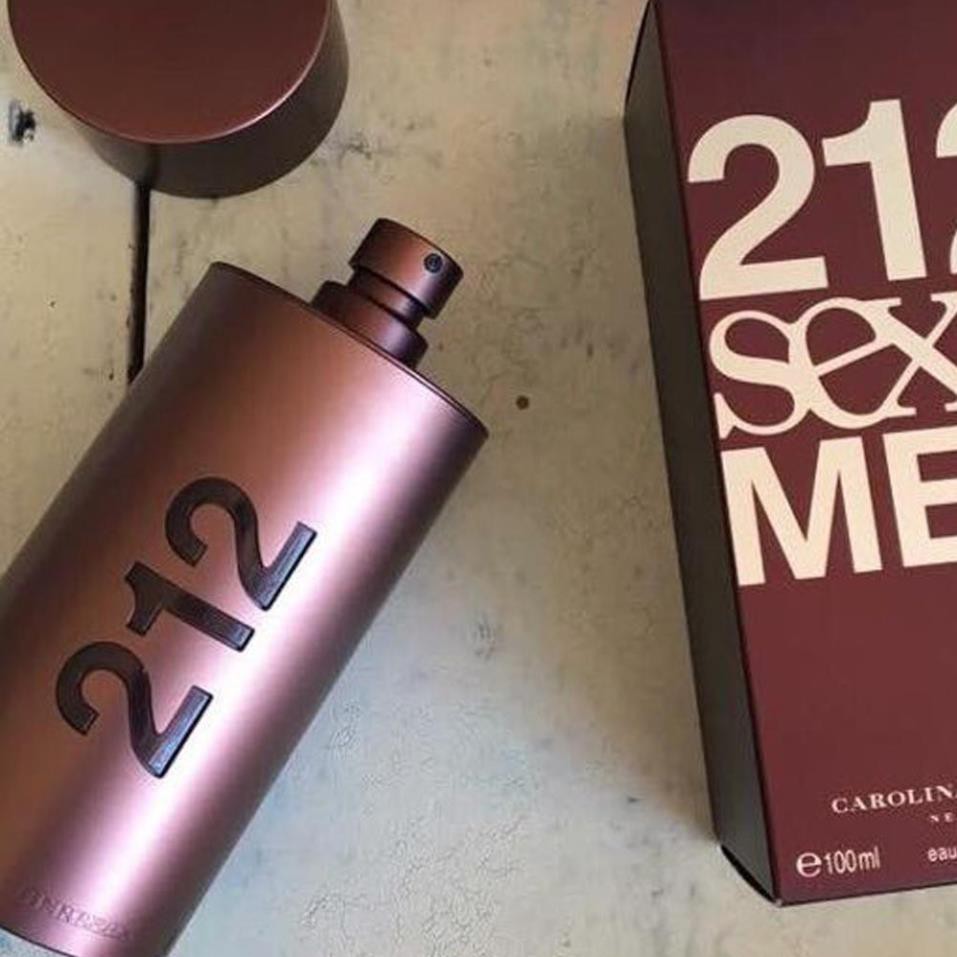 212
212
sex
ME
CAROLINA
NE
e100ml
eau